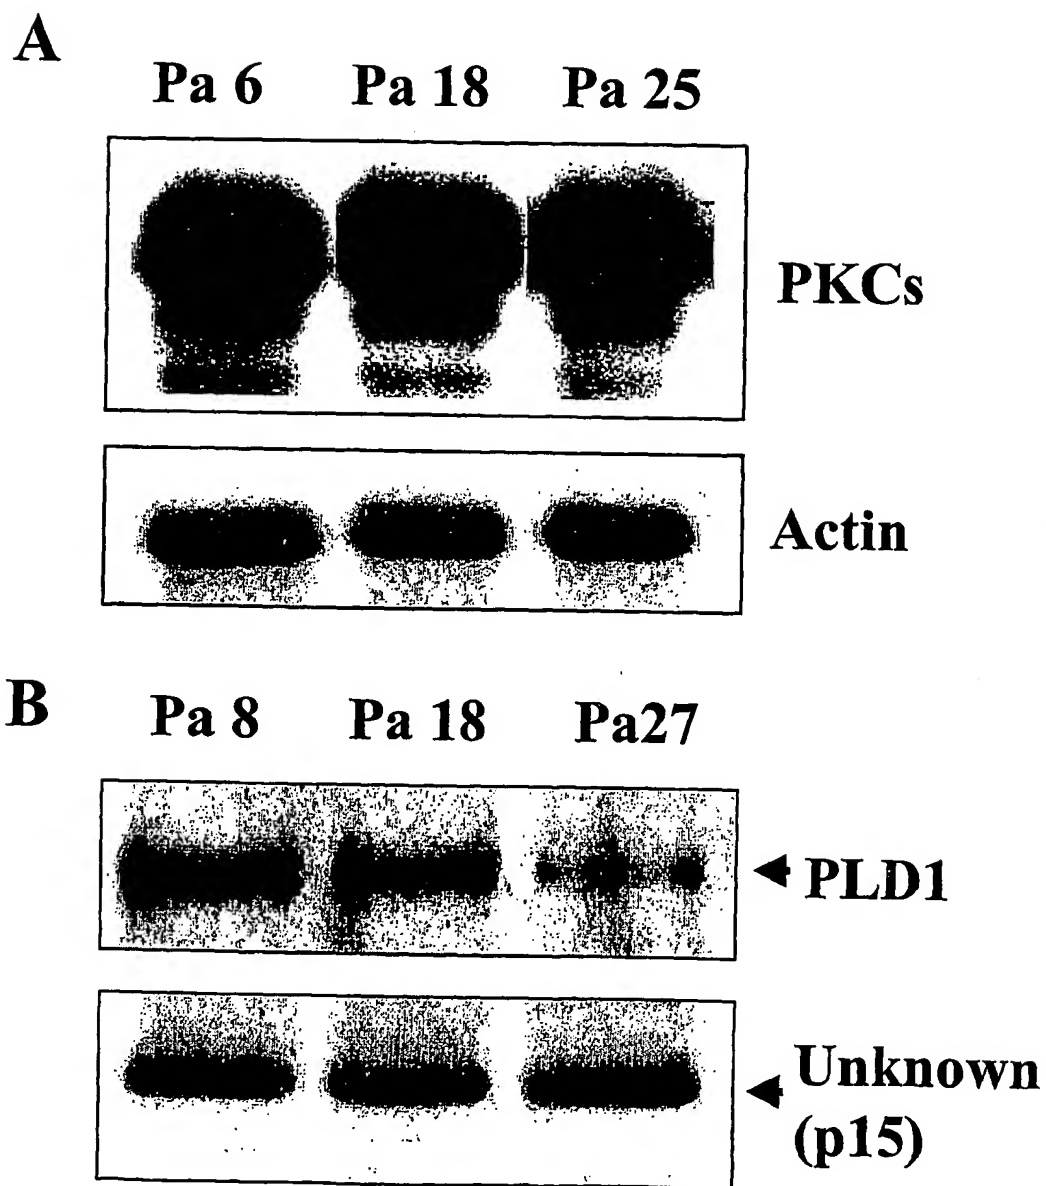 A
Pa 6 Pa 18 Pa 25
PKCs
Actin
B
Pa 8 Pa 18 Pa27
PLD1
Unknown
(p15)